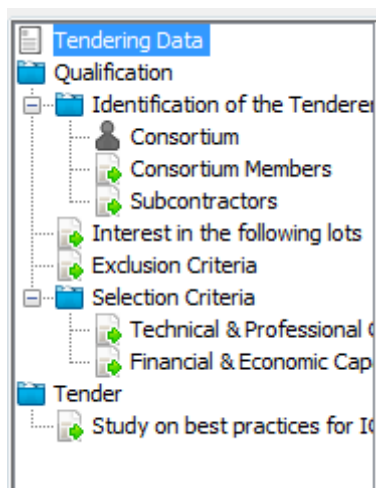 Tendering Data
Qualification
Identification of the Tenderer
Consortium
Consortium Members
Subcontractors
Interest in the following lots
Exclusion Criteria
Selection Criteria
Technical & Professional
Financial & Economic Cap
Tender
Study on best practices for